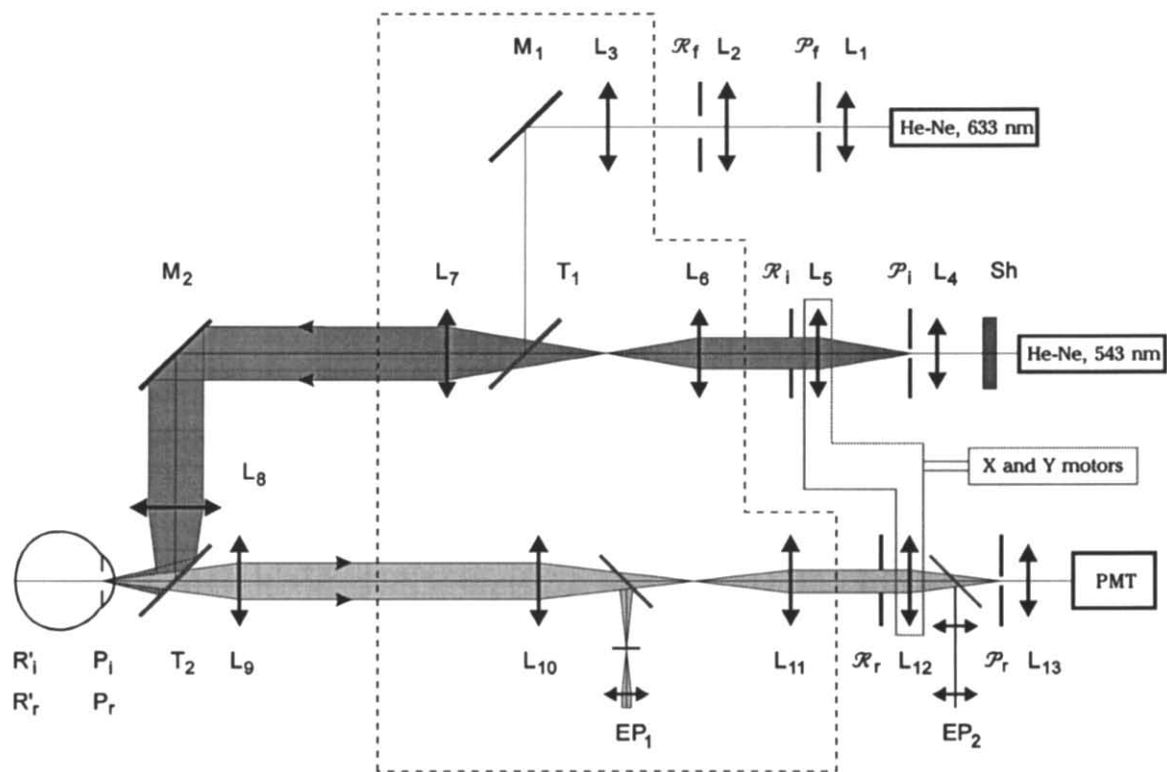 M1 L3 ℛf L2 𝒫f L1
He-Ne, 633 nm
M2 L7 T1 L6 ℛi L5 𝒫i L4 Sh
He-Ne, 543 nm
X and Y motors
L8
PMT
R'i Pi T2 L9 L10 L11 ℛr L12 𝒫r L13
R'r Pr
EP1 EP2